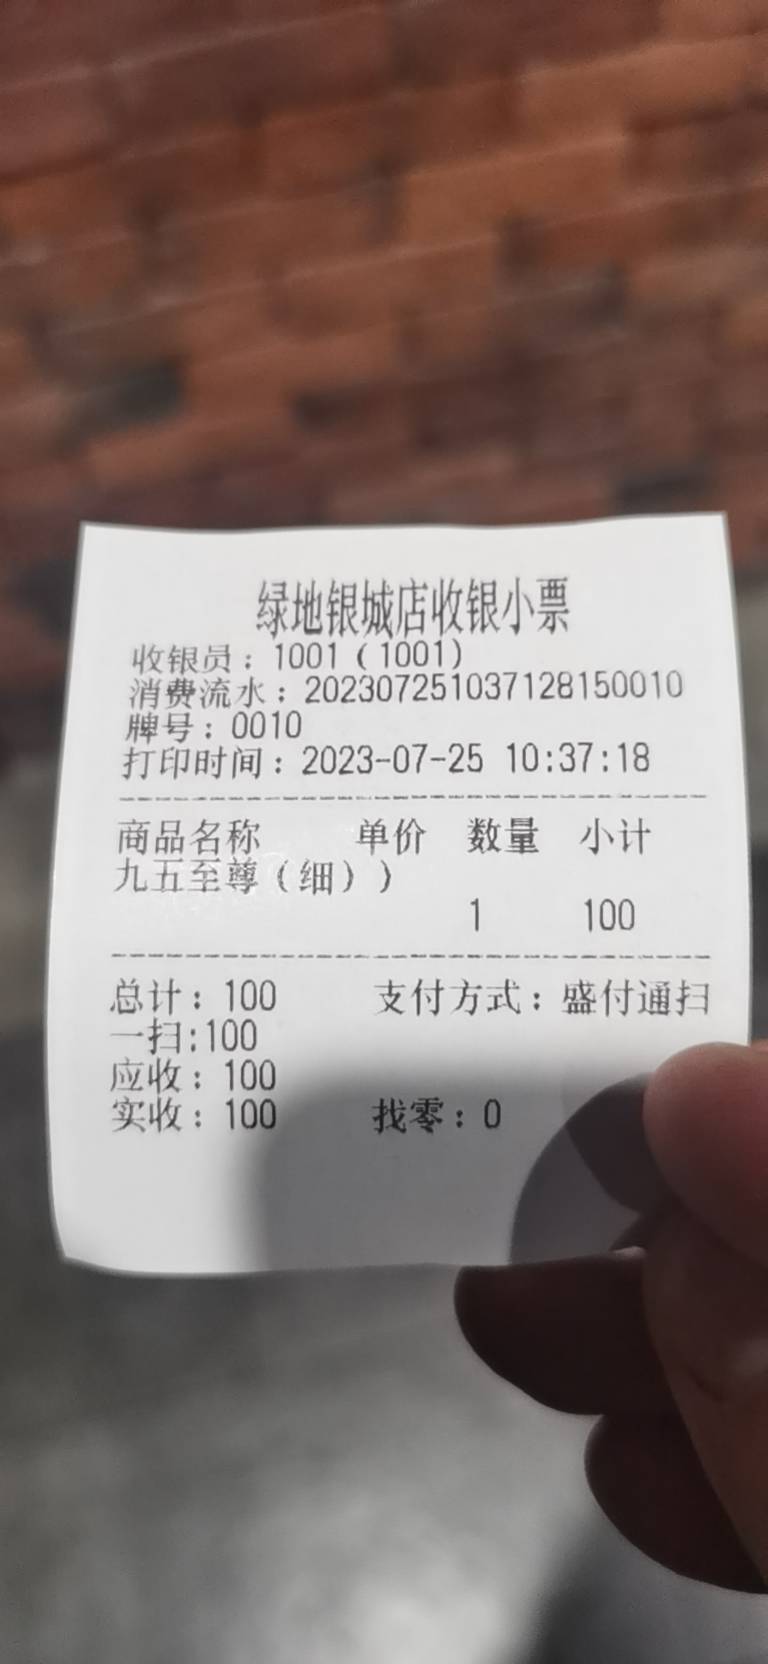 绿地银城店收银小票
收银员：1001（1001）
消费流水：202307251037128150010
牌号：0010
打印时间：2023-07-25 10:37:18
商品名称 单价 数量 小计
九五至尊（细））
1 100
总计：100 支付方式：盛付通扫
一扫:100
应收：100
实收：100 找零：0